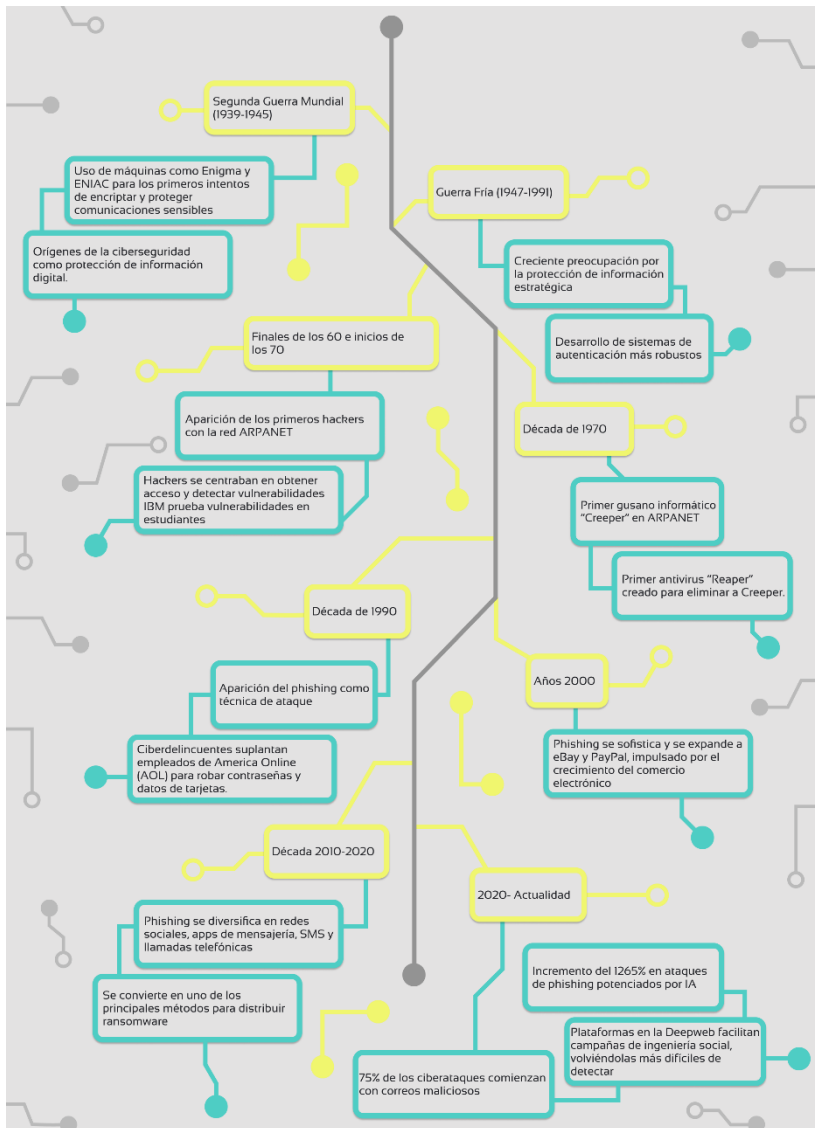 Segunda Guerra Mundial
(1939-1945)
Uso de máquinas como Enigma y
ENIAC para los primeros intentos
de encriptar y proteger
comunicaciones sensibles
Orígenes de la ciberseguridad
como protección de información
digital.
Guerra Fría (1947-1991)
Creciente preocupación por
la protección de información
estratégica
Desarrollo de sistemas de
autenticación más robustos
Finales de los 60 e inicios de
los 70
Aparición de los primeros hackers
con la red ARPANET
Hackers se centraban en obtener
acceso y detectar vulnerabilidades
IBM prueba vulnerabilidades en
estudiantes
Década de 1970
Primer gusano informático
“Creeper” en ARPANET
Primer antivirus “Reaper”
creado para eliminar a Creeper.
Década de 1990
Aparición del phishing como
técnica de ataque
Ciberdelincuentes suplantan
empleados de America Online
(AOL) para robar contraseñas y
datos de tarjetas.
Años 2000
Phishing se sofistica y se expande a
eBay y PayPal, impulsado por el
crecimiento del comercio
electrónico
Década 2010-2020
Phishing se diversifica en redes
sociales, apps de mensajería, SMS y
llamadas telefónicas
Se convierte en uno de los
principales métodos para distribuir
ransomware
2020- Actualidad
Incremento del 1265% en ataques
de phishing potenciados por IA
Plataformas en la Deepweb facilitan
campañas de ingeniería social,
volviéndolas más difíciles de
detectar
75% de los ciberataques comienzan
con correos maliciosos